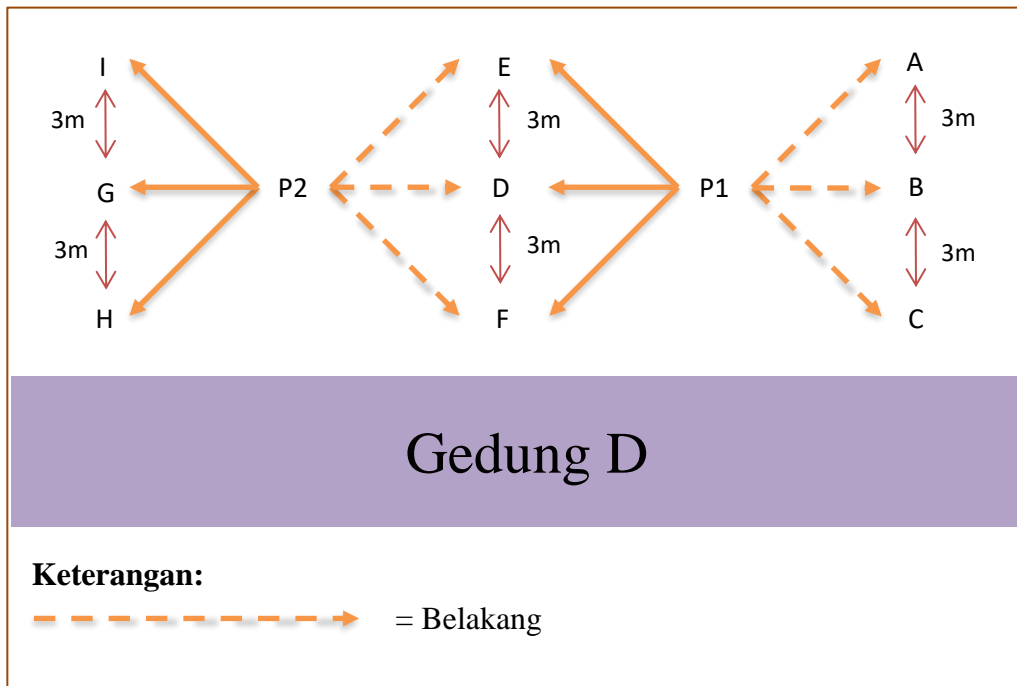 I E A
3m 3m 3m
G P2 D P1 B
3m 3m 3m
H F C
Gedung D
Keterangan:
= Belakang